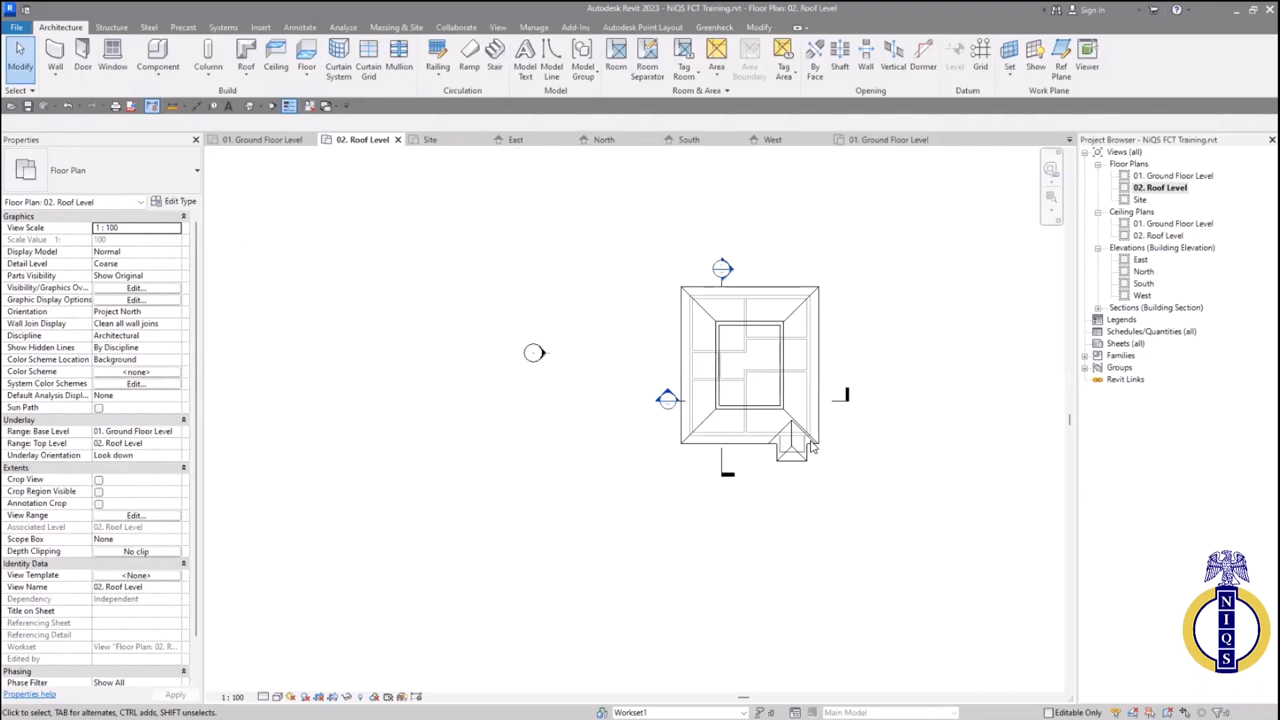 Autodesk Revit 2023 - NiQS FCT Training.rvt - Floor Plan: 02. Roof Level
Sign In
File
Architecture
Structure
Steel
Precast
Systems
Insert
Annotate
Analyze
Massing & Site
Collaborate
View
Manage
Add-Ins
Autodesk Point Layout
Greenheck
Modify
Modify
Wall
Door
Window
Component
Column
Roof
Ceiling
Floor
Curtain System
Curtain Grid
Mullion
Railing
Ramp
Stair
Model Text
Model Line
Model Group
Room
Room Separator
Tag Room
Area
Area Boundary
Tag Area
By Face
Shaft
Wall
Vertical
Dormer
Level
Grid
Set
Show
Ref Plane
Viewer
Select
Build
Circulation
Model
Room & Area
Opening
Datum
Work Plane
Properties
01. Ground Floor Level
02. Roof Level
Site
East
North
South
West
01. Ground Floor Level
Project Browser - NiQS FCT Training.rvt
Floor Plan
Floor Plan: 02. Roof Level
Edit Type
Graphics
View Scale 1 : 100
Scale Value 1: 100
Display Model Normal
Detail Level Coarse
Parts Visibility Show Original
Visibility/Graphics Ov... Edit...
Graphic Display Options Edit...
Orientation Project North
Wall Join Display Clean all wall joins
Discipline Architectural
Show Hidden Lines By Discipline
Color Scheme Location Background
Color Scheme <none>
System Color Schemes Edit...
Default Analysis Displ... None
Sun Path
Underlay
Range: Base Level 01. Ground Floor Level
Range: Top Level 02. Roof Level
Underlay Orientation Look down
Extents
Crop View
Crop Region Visible
Annotation Crop
View Range Edit...
Associated Level 02. Roof Level
Scope Box None
Depth Clipping No clip
Identity Data
View Template <None>
View Name 02. Roof Level
Dependency Independent
Title on Sheet
Referencing Sheet
Referencing Detail
Workset View "Floor Plan: 02. R...
Edited by
Phasing
Phase Filter Show All
Properties help
Apply
Views (all)
Floor Plans
01. Ground Floor Level
02. Roof Level
Site
Ceiling Plans
01. Ground Floor Level
02. Roof Level
Elevations (Building Elevation)
East
North
South
West
Sections (Building Section)
Legends
Schedules/Quantities (all)
Sheets (all)
Families
Groups
Revit Links
N
I
Q
S
1 : 100
Click to select, TAB for alternates, CTRL adds, SHIFT unselects.
Workset1
:0
Main Model
Editable Only
:0